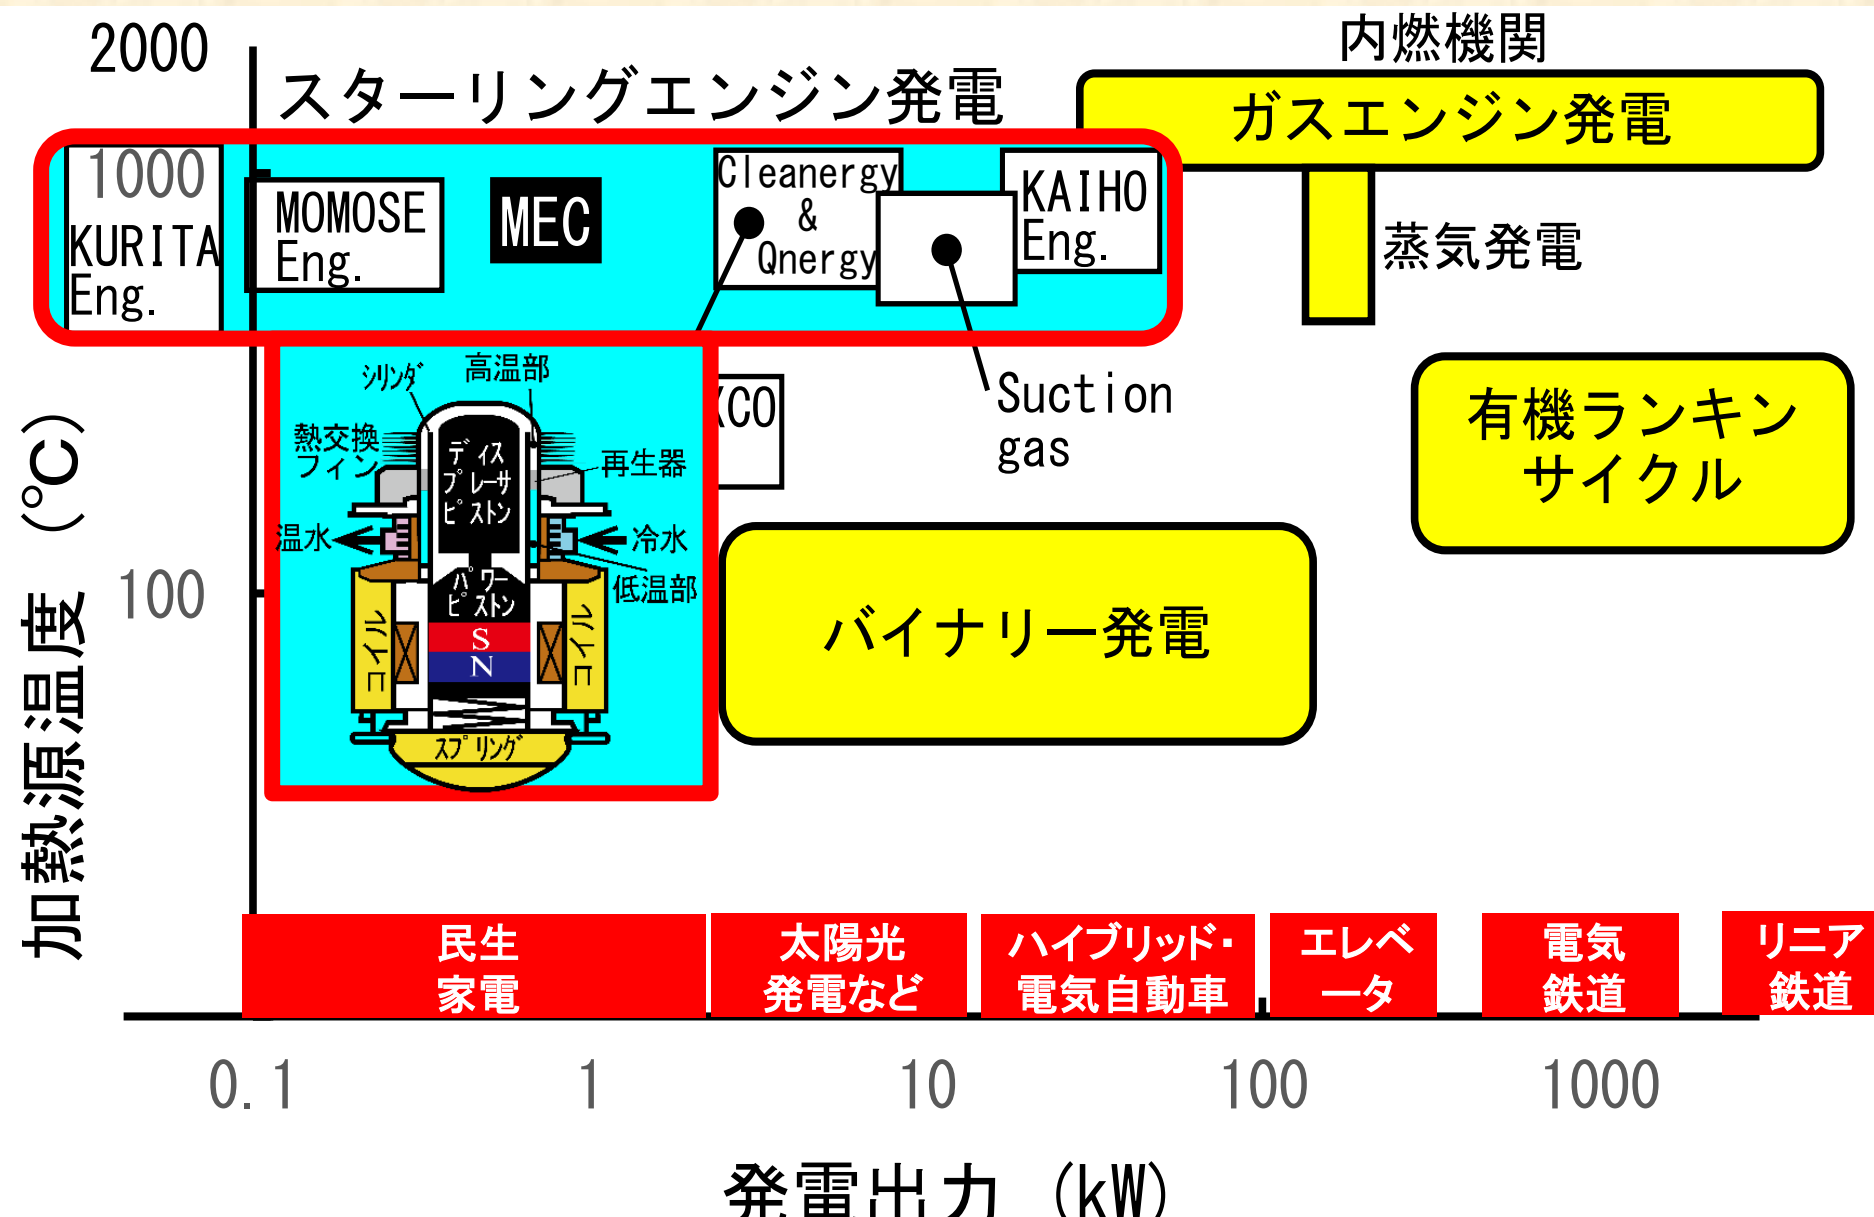 2000
内燃機関
スターリングエンジン発電
ガスエンジン発電
1000
KURITA
Eng.
MOMOSE
Eng.
MEC
Cleanergy
&
Qnergy
KAIHO
Eng.
蒸気発電
Suction
gas
有機ランキン
サイクル
シリンダ
高温部
熱交換
フィン
ディス
プレーサ
ピストン
再生器
温水
冷水
低温部
パワー
ピストン
コイル
コイル
S
N
スプリング
CO
100
バイナリー発電
加熱源温度 (℃)
民生
家電
太陽光
発電など
ハイブリッド・
電気自動車
エレベ
ータ
電気
鉄道
リニア
鉄道
0.1
1
10
100
1000
発電出力 (kW)